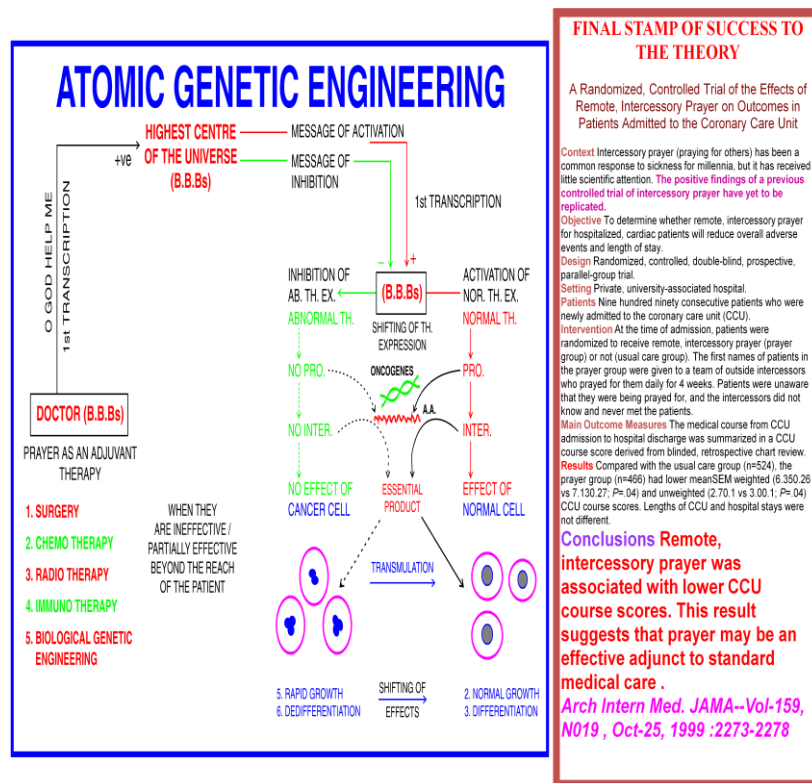 ATOMIC GENETIC ENGINEERING
HIGHEST CENTRE
OF THE UNIVERSE
(B.B.Bs)
+ve
MESSAGE OF ACTIVATION
MESSAGE OF
INHIBITION
1st TRANSCRIPTION
O GOD HELP ME
1st TRANSCRIPTION
– +
INHIBITION OF
AB. TH. EX.
(B.B.Bs)
ACTIVATION OF
NOR. TH. EX.
ABNORMAL TH.
SHIFTING OF TH.
EXPRESSION
NORMAL TH.
NO PRO.
ONCOGENES
PRO.
A.A.
NO INTER.
INTER.
NO EFFECT OF
CANCER CELL
ESSENTIAL
PRODUCT
EFFECT OF
NORMAL CELL
DOCTOR (B.B.Bs)
PRAYER AS AN ADJUVANT
THERAPY
1. SURGERY
2. CHEMO THERAPY
3. RADIO THERAPY
4. IMMUNO THERAPY
5. BIOLOGICAL GENETIC
ENGINEERING
WHEN THEY
ARE INEFFECTIVE /
PARTIALLY EFFECTIVE
BEYOND THE REACH
OF THE PATIENT
TRANSMULATION
5. RAPID GROWTH
6. DEDIFFERENTIATION
SHIFTING OF
EFFECTS
2. NORMAL GROWTH
3. DIFFERENTIATION
FINAL STAMP OF SUCCESS TO
THE THEORY
A Randomized, Controlled Trial of the Effects of
Remote, Intercessory Prayer on Outcomes in
Patients Admitted to the Coronary Care Unit
Context Intercessory prayer (praying for others) has been a
common response to sickness for millennia, but it has received
little scientific attention. The positive findings of a previous
controlled trial of intercessory prayer have yet to be
replicated.
Objective To determine whether remote, intercessory prayer
for hospitalized, cardiac patients will reduce overall adverse
events and length of stay.
Design Randomized, controlled, double-blind, prospective,
parallel-group trial.
Setting Private, university-associated hospital.
Patients Nine hundred ninety consecutive patients who were
newly admitted to the coronary care unit (CCU).
Intervention At the time of admission, patients were
randomized to receive remote, intercessory prayer (prayer
group) or not (usual care group). The first names of patients in
the prayer group were given to a team of outside intercessors
who prayed for them daily for 4 weeks. Patients were unaware
that they were being prayed for, and the intercessors did not
know and never met the patients.
Main Outcome Measures The medical course from CCU
admission to hospital discharge was summarized in a CCU
course score derived from blinded, retrospective chart review.
Results Compared with the usual care group (n=524), the
prayer group (n=466) had lower meanSEM weighted (6.350.26
vs 7.130.27; P=.04) and unweighted (2.70.1 vs 3.00.1; P=.04)
CCU course scores. Lengths of CCU and hospital stays were
not different.
Conclusions Remote,
intercessory prayer was
associated with lower CCU
course scores. This result
suggests that prayer may be an
effective adjunct to standard
medical care .
Arch Intern Med. JAMA--Vol-159,
N019 , Oct-25, 1999 :2273-2278